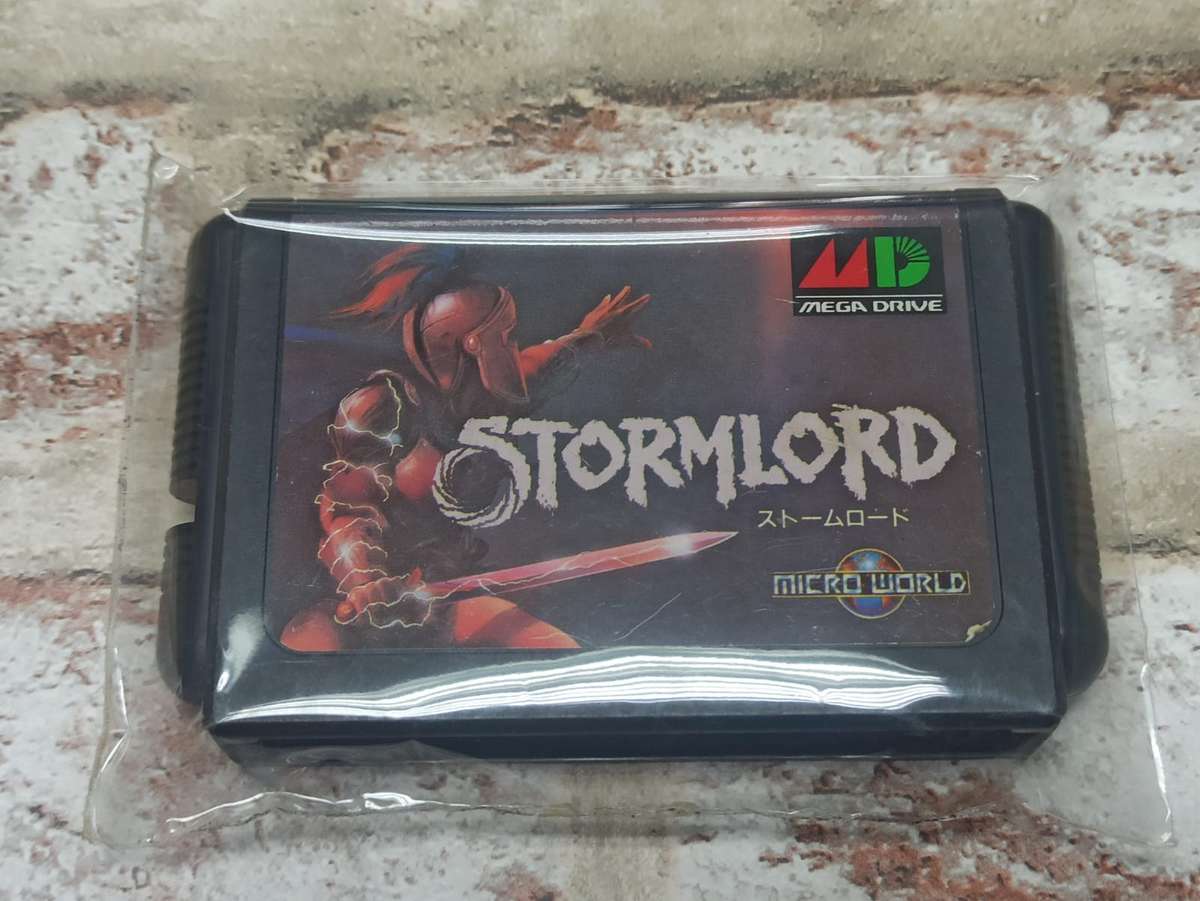 MD
MEGA DRIVE
STORMLORD
ストームロード
MICRO WORLD